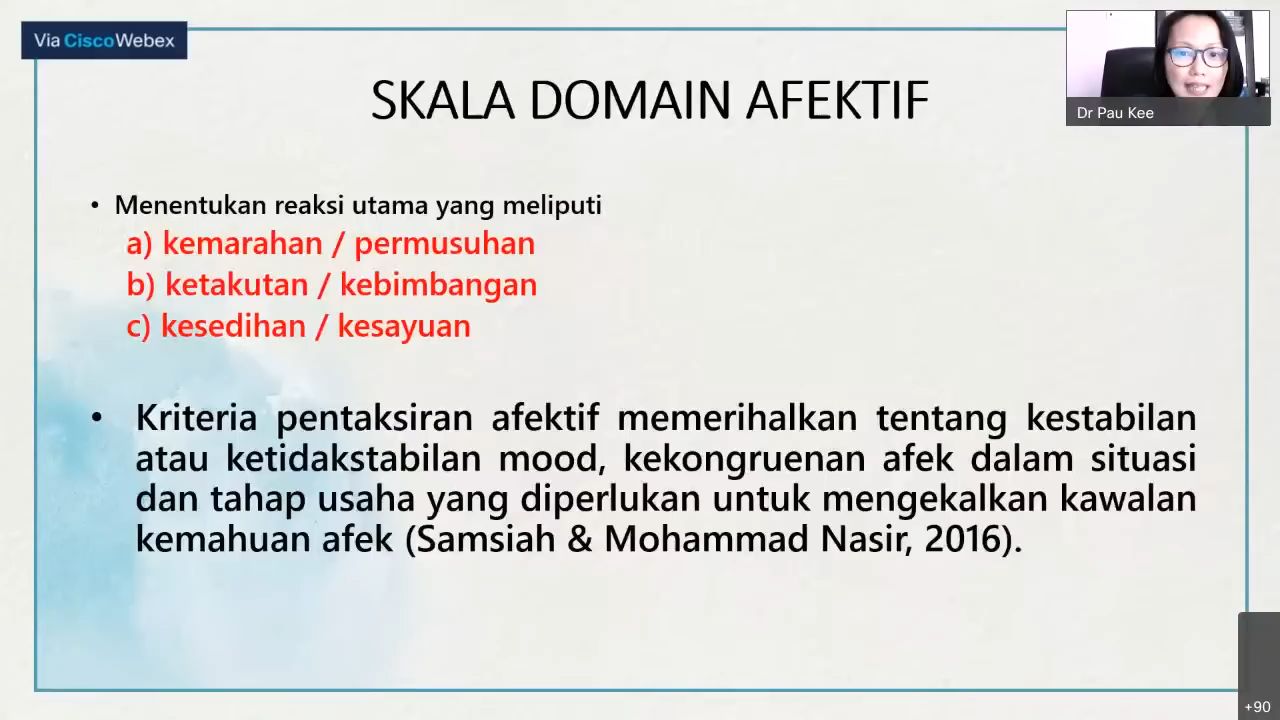 Via CiscoWebex
SKALA DOMAIN AFEKTIF
Dr Pau Kee
• Menentukan reaksi utama yang meliputi
a) kemarahan / permusuhan
b) ketakutan / kebimbangan
c) kesedihan / kesayuan
• Kriteria pentaksiran afektif memerihalkan tentang kestabilan
atau ketidakstabilan mood, kekongruenan afek dalam situasi
dan tahap usaha yang diperlukan untuk mengekalkan kawalan
kemahuan afek (Samsiah & Mohammad Nasir, 2016).
+90